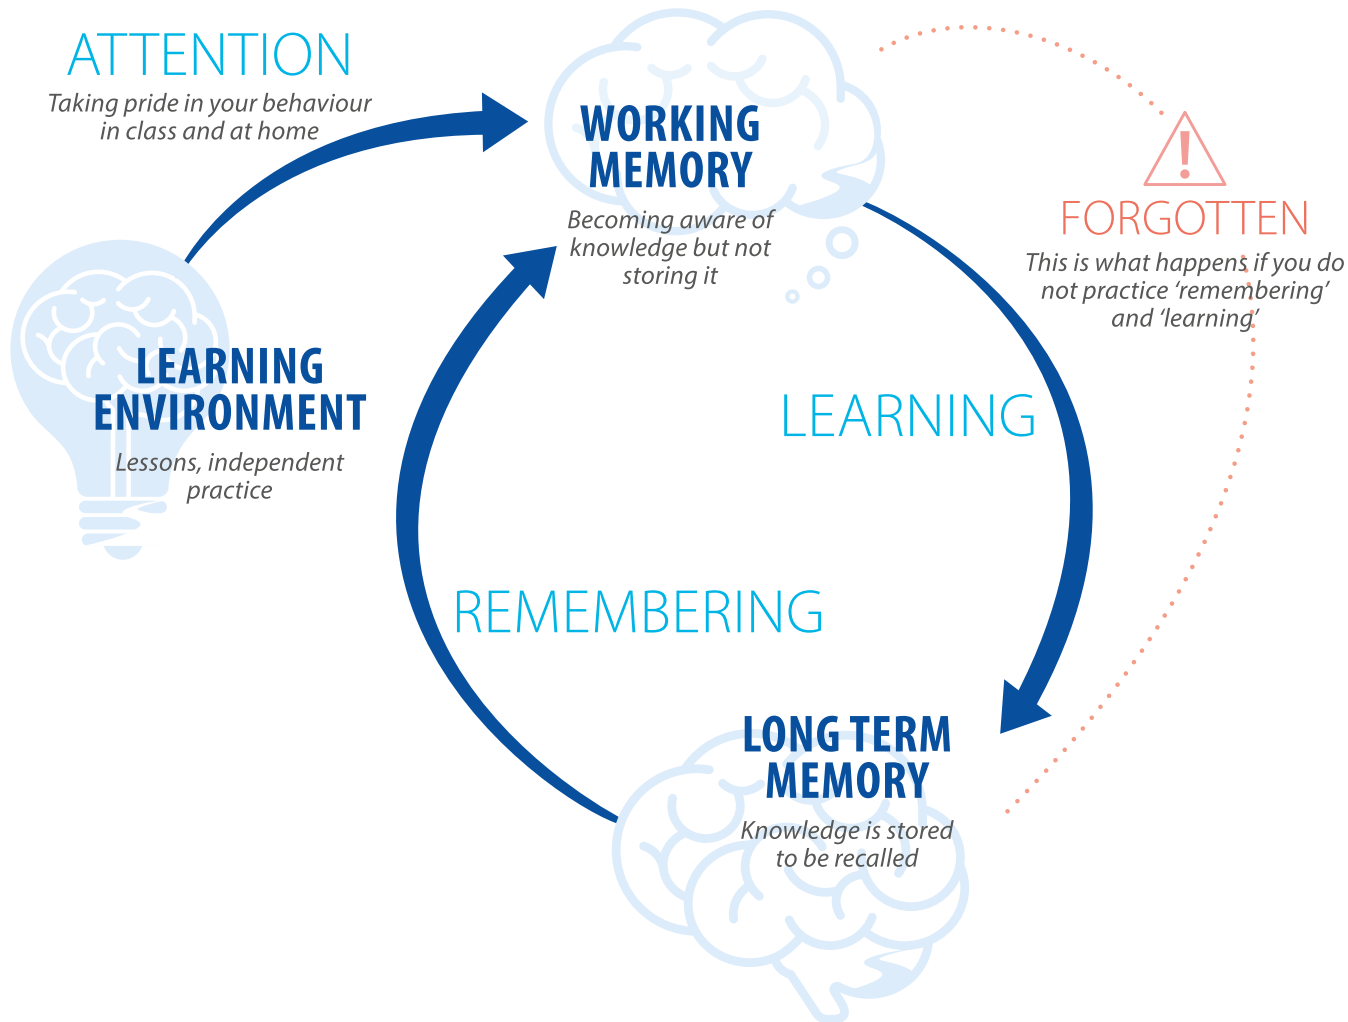 ATTENTION
Taking pride in your behaviour
in class and at home
WORKING
MEMORY
Becoming aware of
knowledge but not
storing it
FORGOTTEN
This is what happens if you do
not practice ‘remembering’
and ‘learning’
LEARNING
ENVIRONMENT
Lessons, independent
practice
LEARNING
REMEMBERING
LONG TERM
MEMORY
Knowledge is stored
to be recalled